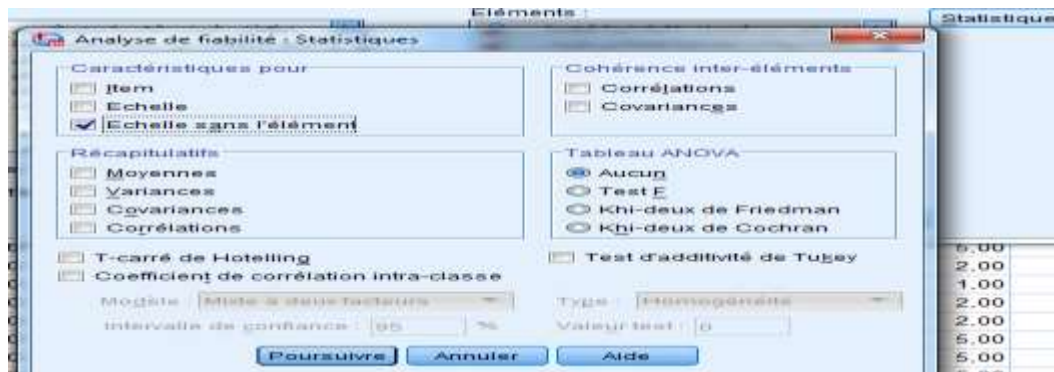 Eléments :
Statistique
Analyse de fiabilité : Statistiques
Caractéristiques pour
Item
Echelle
Echelle sans l'élément
Cohérence inter-éléments
Corrélations
Covariances
Récapitulatifs
Moyennes
Variances
Covariances
Corrélations
Tableau ANOVA
Aucun
Test F
Khi-deux de Friedman
Khi-deux de Cochran
T-carré de Hotelling
Test d'additivité de Tukey
Coefficient de corrélation intra-classe
Modèle : Mixte à deux facteurs
Type : Homogénéité
Intervalle de confiance : 95 %
Valeur test : 0
Poursuivre Annuler Aide
5,00
2,00
1,00
2,00
2,00
5,00
5,00